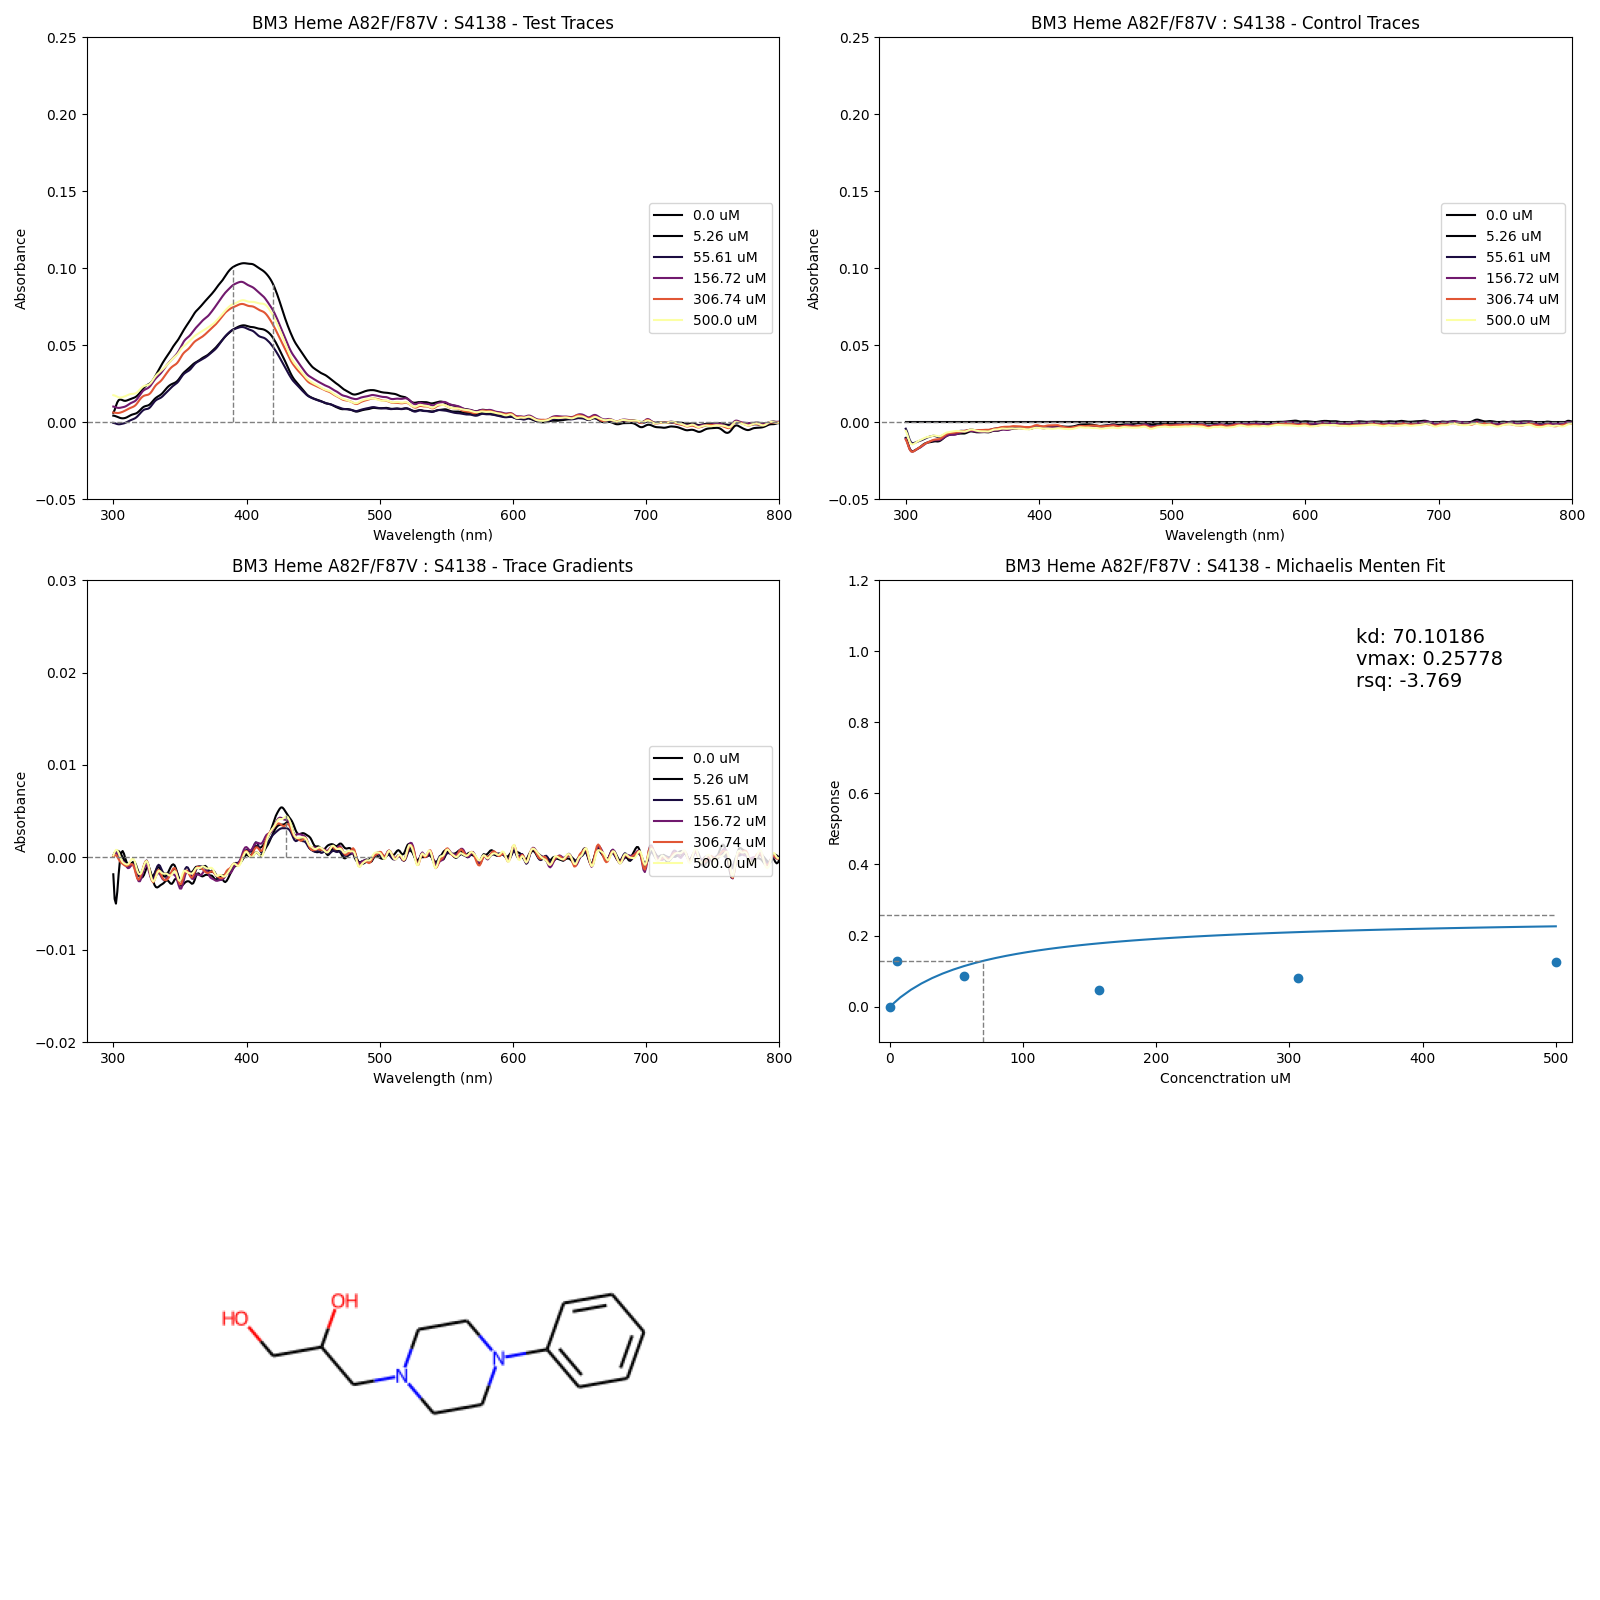 BM3 Heme A82F/F87V : S4138 - Test Traces
0.25
0.20
0.15
0.10
0.05
0.00
−0.05
Absorbance
300 400 500 600 700 800
Wavelength (nm)
0.0 uM
5.26 uM
55.61 uM
156.72 uM
306.74 uM
500.0 uM
BM3 Heme A82F/F87V : S4138 - Control Traces
0.25
0.20
0.15
0.10
0.05
0.00
−0.05
Absorbance
300 400 500 600 700 800
Wavelength (nm)
0.0 uM
5.26 uM
55.61 uM
156.72 uM
306.74 uM
500.0 uM
BM3 Heme A82F/F87V : S4138 - Trace Gradients
0.03
0.02
0.01
0.00
−0.01
−0.02
Absorbance
300 400 500 600 700 800
Wavelength (nm)
0.0 uM
5.26 uM
55.61 uM
156.72 uM
306.74 uM
500.0 uM
BM3 Heme A82F/F87V : S4138 - Michaelis Menten Fit
1.2
1.0
0.8
0.6
0.4
0.2
0.0
Response
0 100 200 300 400 500
Concenctration uM
kd: 70.10186
vmax: 0.25778
rsq: -3.769
HO
OH
N
N